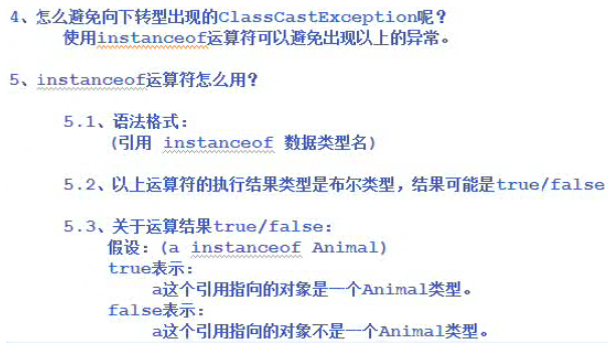 4、怎么避免向下转型出现的ClassCastException呢？
使用instanceof运算符可以避免出现以上的异常。
5、instanceof运算符怎么用？
5.1、语法格式：
(引用 instanceof 数据类型名)
5.2、以上运算符的执行结果类型是布尔类型，结果可能是true/false
5.3、关于运算结果true/false：
假设：(a instanceof Animal)
true表示：
a这个引用指向的对象是一个Animal类型。
false表示：
a这个引用指向的对象不是一个Animal类型。